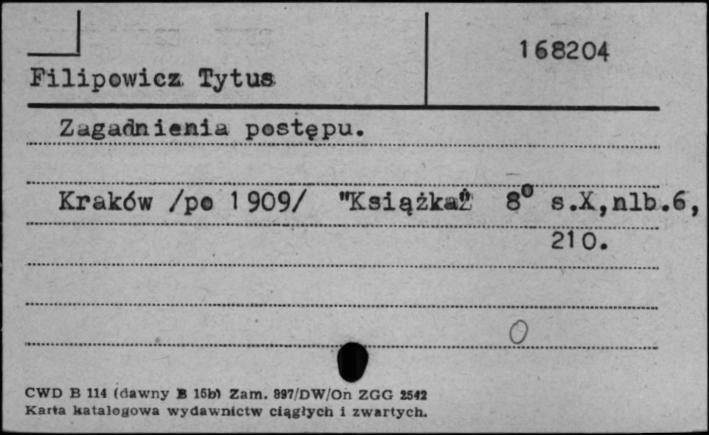 168204
Filipowicz Tytus
Zagadnienia postępu.
Kraków /po 1909/ "Książka" 8° s.X,nlb.6,
210.
CWD B 114 (dawny B 15b) Zam. 897/DW/On ZGG 2542
Karta katalogowa wydawnictw ciągłych i zwartych.